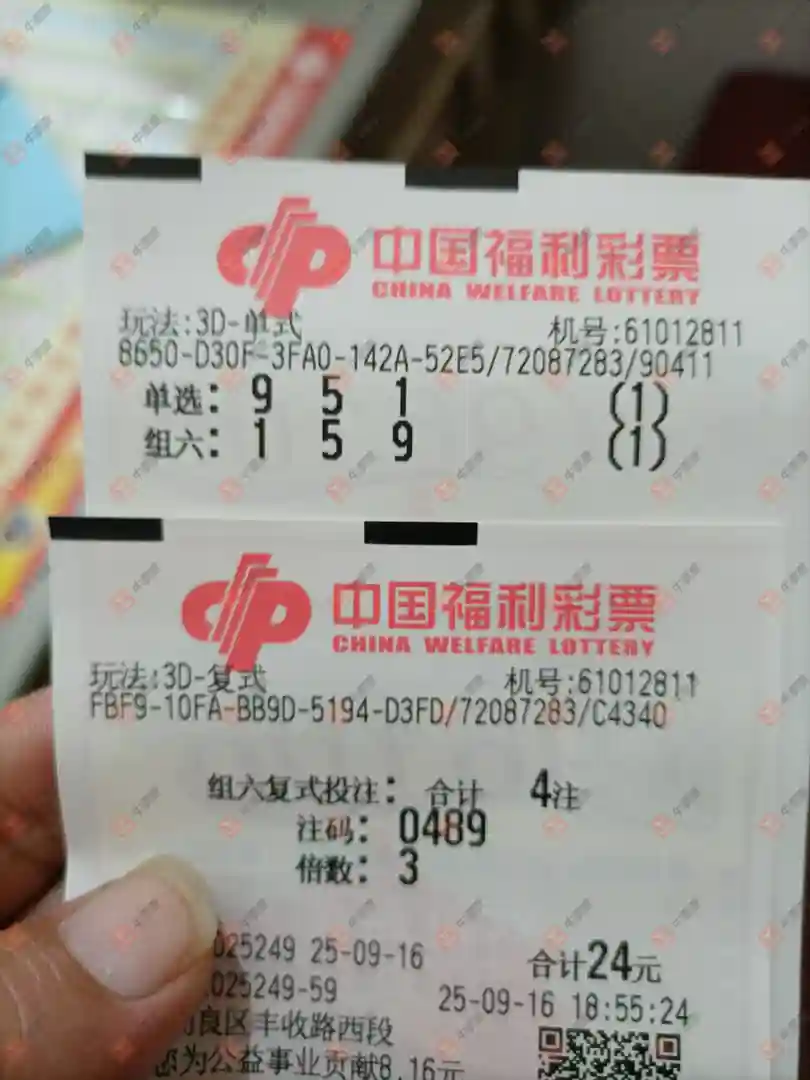 中国福利彩票
CHINA WELFARE LOTTERY
玩法:3D-单式 机号:61012811
8650-D30F-3FA0-142A-52E5/72087283/90411
单选: 9 5 1 (1)
组六: 1 5 9 (1)
中国福利彩票
CHINA WELFARE LOTTERY
玩法:3D-复式 机号:61012811
FBF9-10FA-BB9D-5194-D3FD/72087283/C4340
组六复式投注: 合计 4注
注码: 0489
倍数: 3
025249 25-09-16 合计24元
025249-59 25-09-16 18:55:24
良区丰收路西段
为公益事业贡献8.16元